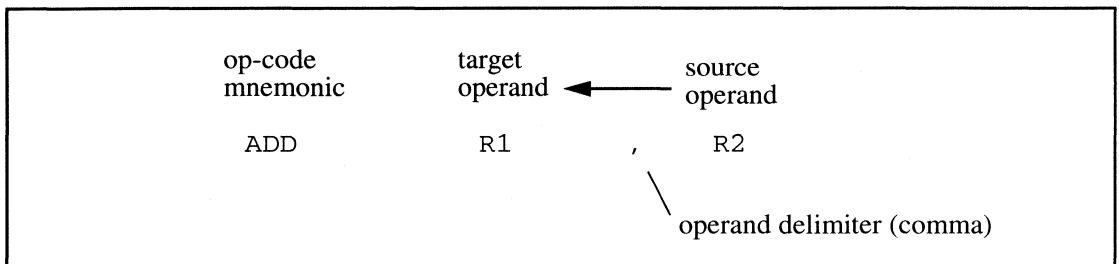 op-code
mnemonic
target
operand
source
operand
ADD R1 , R2
operand delimiter (comma)